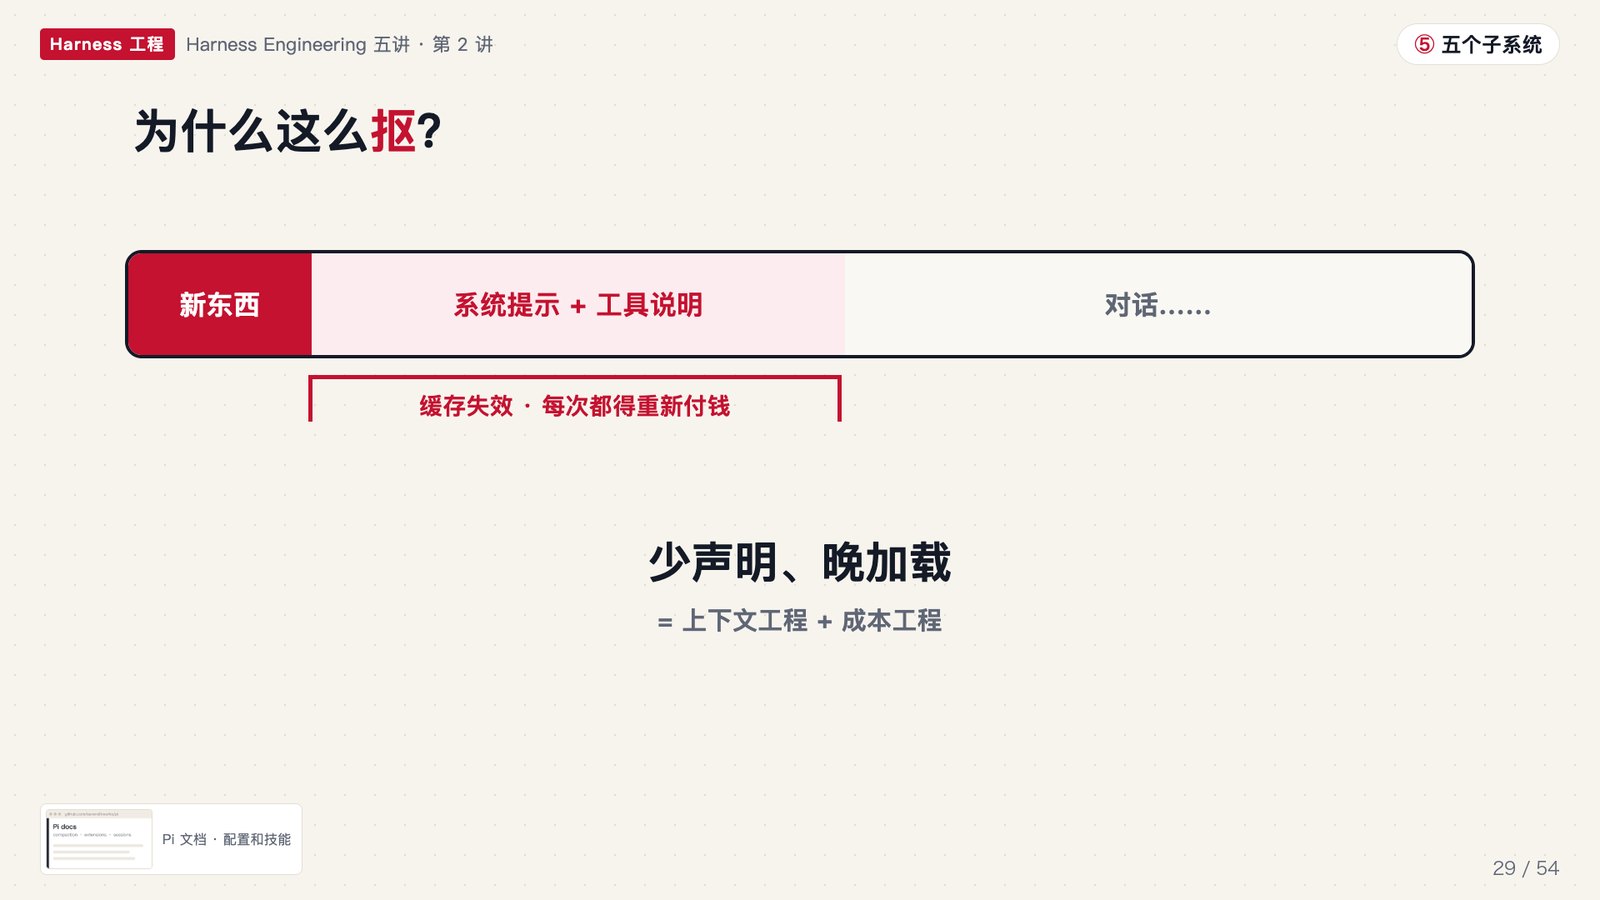 Harness 工程 Harness Engineering 五讲 · 第 2 讲
⑤ 五个子系统
为什么这么抠?
新东西
系统提示 + 工具说明
对话……
缓存失效 · 每次都得重新付钱
少声明、晚加载
= 上下文工程 + 成本工程
Pi docs
compaction · extensions · sessions
Pi 文档 · 配置和技能
29 / 54